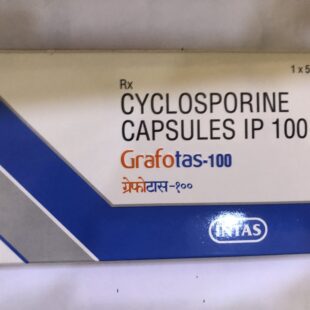 1 x 5
Rx
CYCLOSPORINE
CAPSULES IP 100
Grafotas-100
ग्रेफोटास-१००
INTAS